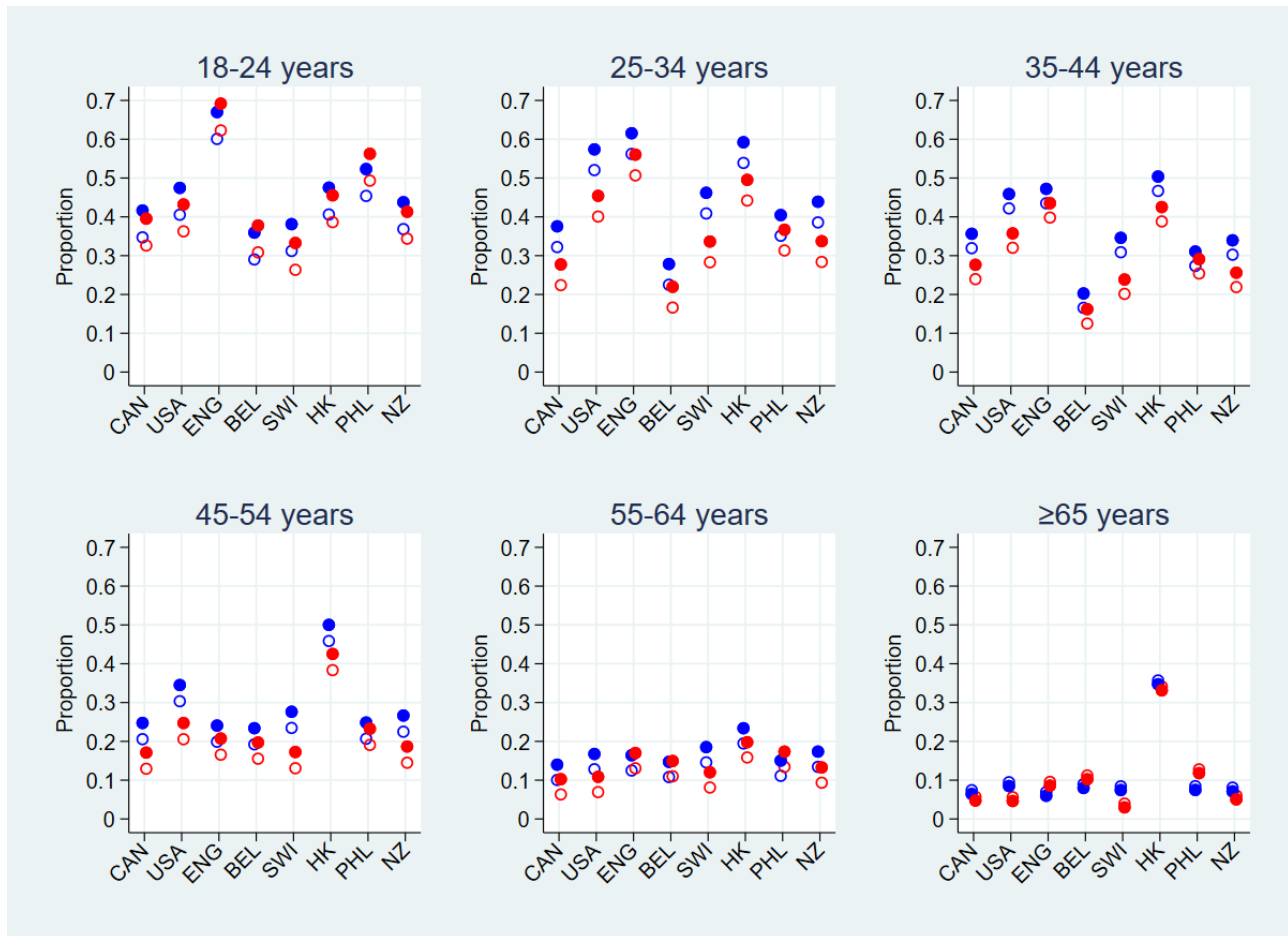 18-24 years
Proportion
0.7
0.6
0.5
0.4
0.3
0.2
0.1
0
CAN
USA
ENG
BEL
SWI
HK
PHL
NZ
25-34 years
Proportion
0.7
0.6
0.5
0.4
0.3
0.2
0.1
0
CAN
USA
ENG
BEL
SWI
HK
PHL
NZ
35-44 years
Proportion
0.7
0.6
0.5
0.4
0.3
0.2
0.1
0
CAN
USA
ENG
BEL
SWI
HK
PHL
NZ
45-54 years
Proportion
0.7
0.6
0.5
0.4
0.3
0.2
0.1
0
CAN
USA
ENG
BEL
SWI
HK
PHL
NZ
55-64 years
Proportion
0.7
0.6
0.5
0.4
0.3
0.2
0.1
0
CAN
USA
ENG
BEL
SWI
HK
PHL
NZ
≥65 years
Proportion
0.7
0.6
0.5
0.4
0.3
0.2
0.1
0
CAN
USA
ENG
BEL
SWI
HK
PHL
NZ